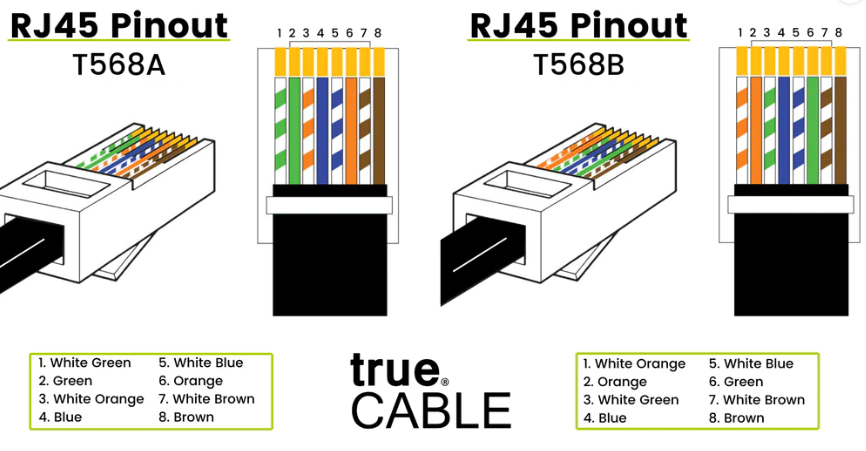 RJ45 Pinout
T568A
1 2 3 4 5 6 7 8
RJ45 Pinout
T568B
1 2 3 4 5 6 7 8
1. White Green
2. Green
3. White Orange
4. Blue
5. White Blue
6. Orange
7. White Brown
8. Brown
true®
CABLE
1. White Orange
2. Orange
3. White Green
4. Blue
5. White Blue
6. Green
7. White Brown
8. Brown